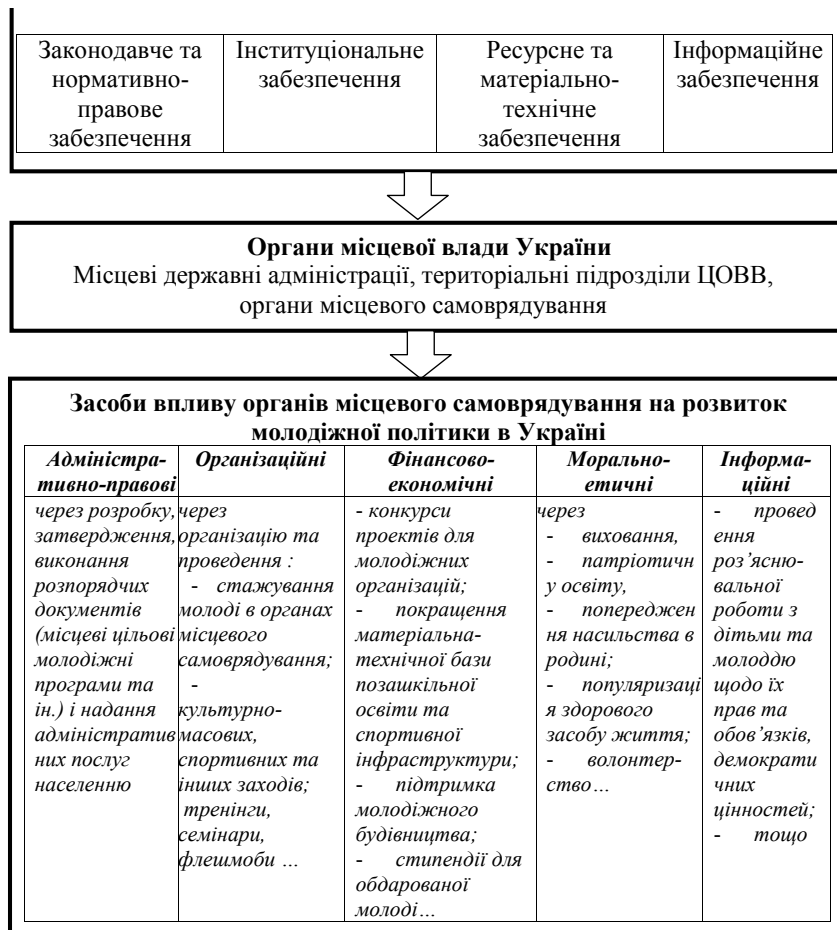 Законодавче та
нормативно-
правове
забезпечення
Інституціональне
забезпечення
Ресурсне та
матеріально-
технічне
забезпечення
Інформаційне
забезпечення
Органи місцевої влади України
Місцеві державні адміністрації, територіальні підрозділи ЦОВВ,
органи місцевого самоврядування
Засоби впливу органів місцевого самоврядування на розвиток
молодіжної політики в Україні
Адміністра-
тивно-правові
Організаційні
Фінансово-
економічні
Морально-
етичні
Інформа-
ційні
через розробку,
затвердження,
виконання
розпорядчих
документів
(місцеві цільові
молодіжні
програми та
ін.) і надання
адміністратив
них послуг
населенню
через
організацію та
проведення :
- стажування
молоді в органах
місцевого
самоврядування;
-
культурно-
масових,
спортивних та
інших заходів;
тренінги,
семінари,
флешмоби …
- конкурси
проектів для
молодіжних
організацій;
- покращення
матеріальна-
технічної бази
позашкільної
освіти та
спортивної
інфраструктури;
- підтримка
молодіжного
будівництва;
- стипендії для
обдарованої
молоді…
через
- виховання,
- патріотичн
у освіту,
- попереджен
ня насильства в
родині;
- популяризаці
я здорового
засобу життя;
- волонтер-
ство…
- провед
ення
роз’ясню-
вальної
роботи з
дітьми та
молоддю
щодо їх
прав та
обов’язків,
демократи
чних
цінностей;
- тощо